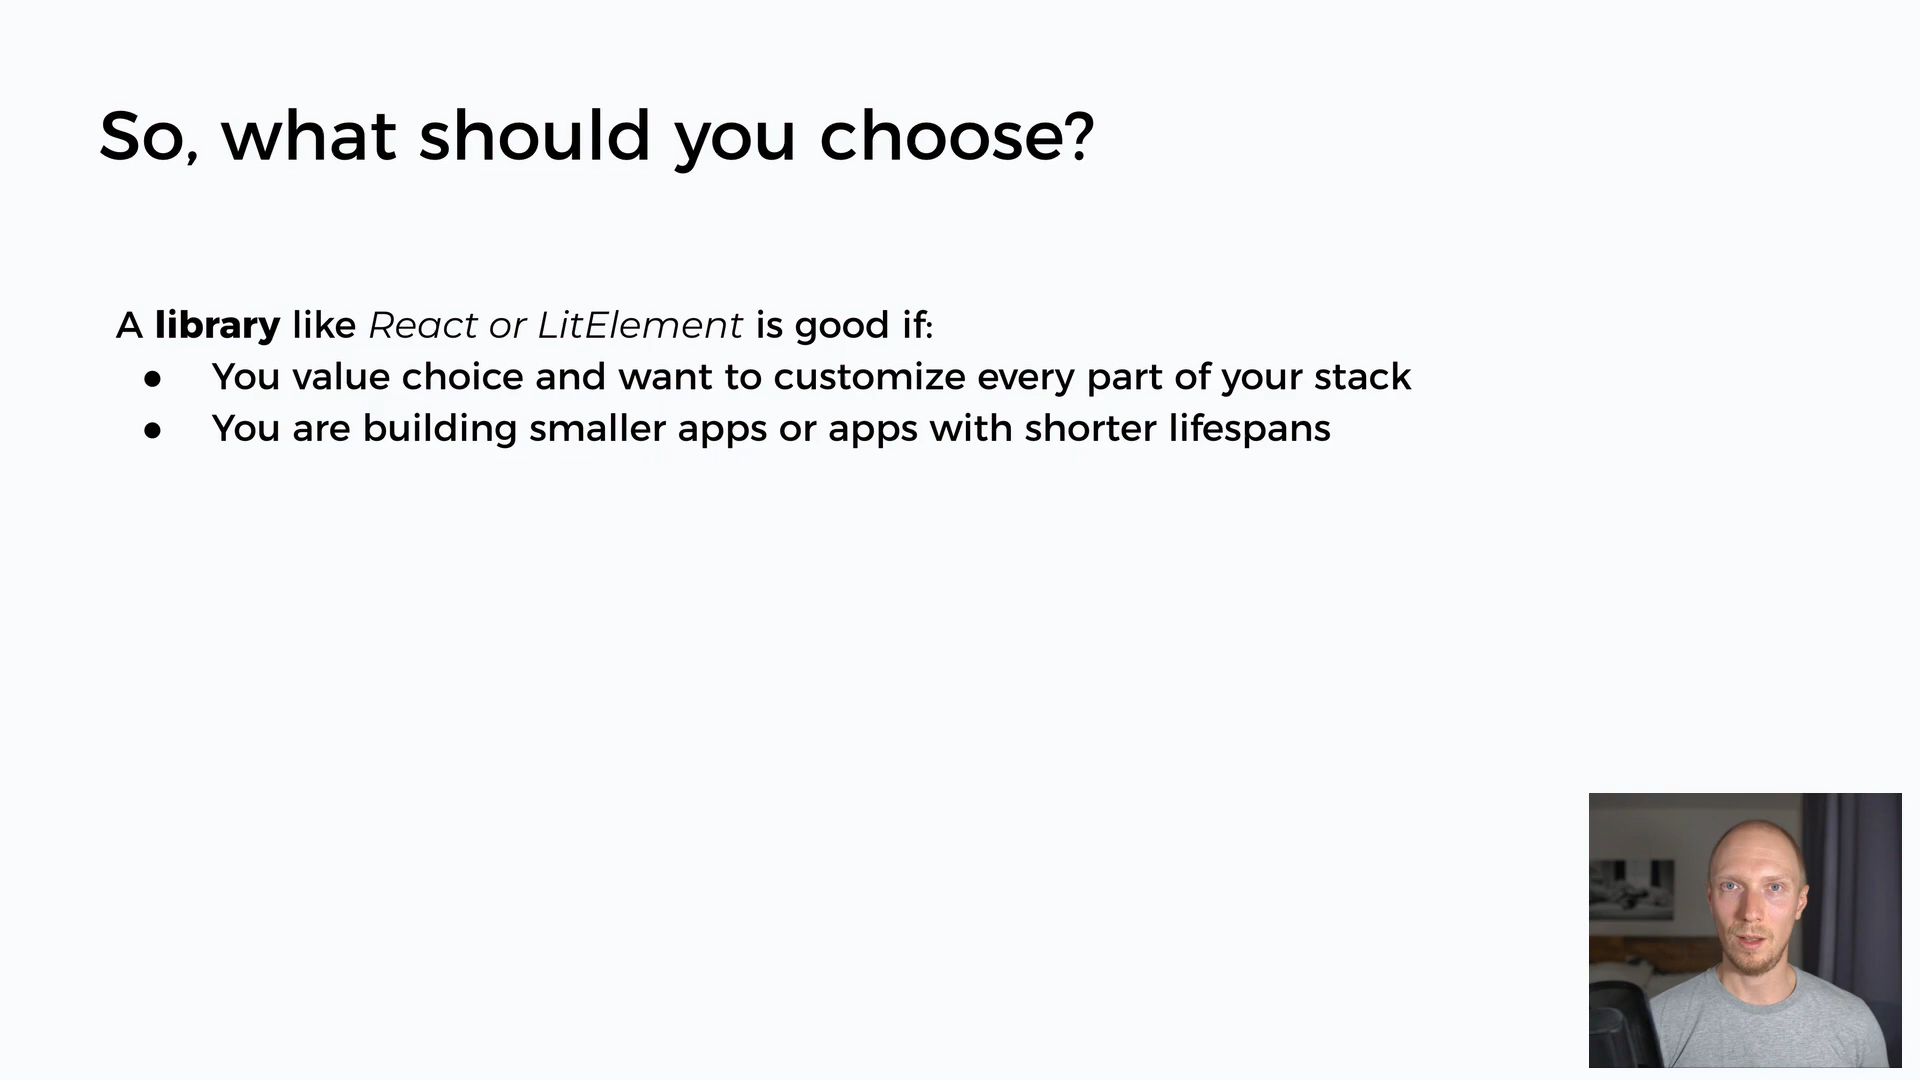 So, what should you choose?
A library like React or LitElement is good if:
● You value choice and want to customize every part of your stack
● You are building smaller apps or apps with shorter lifespans